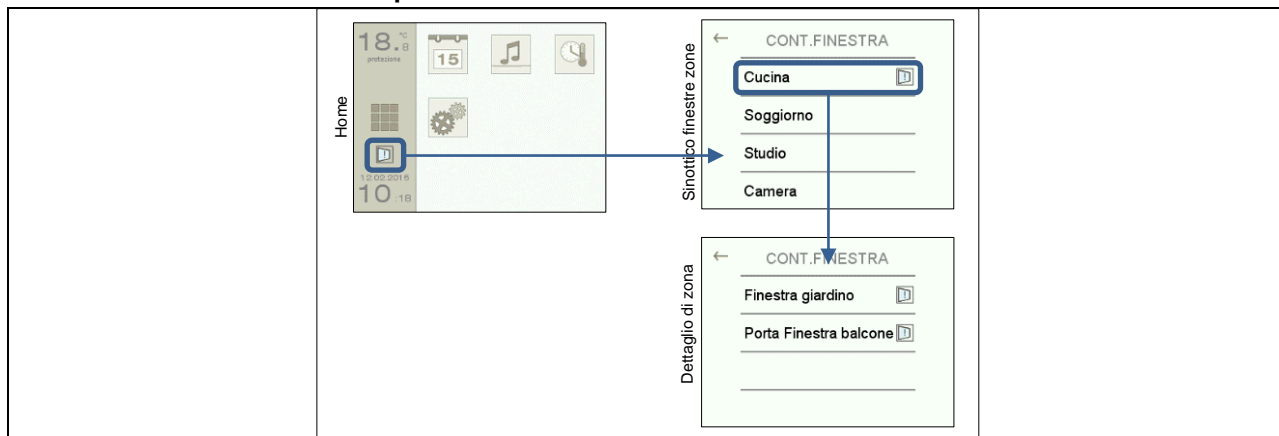 Home
18.8 °C
protezione
15
12.02.2016
10:18
Sinottico finestre zone
← CONT.FINESTRA
Cucina
Soggiorno
Studio
Camera
Dettaglio di zona
← CONT.FINESTRA
Finestra giardino
Porta Finestra balcone